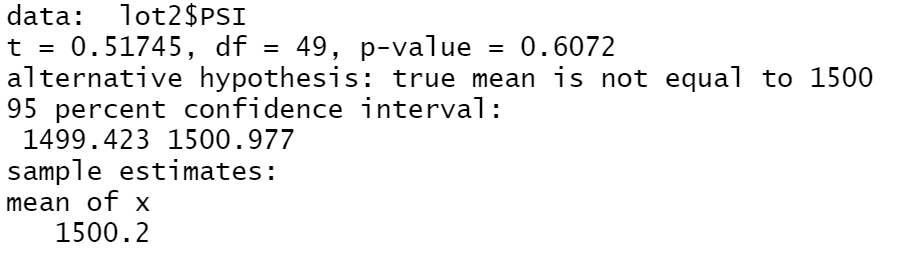 data:  lot2$PSI
t = 0.51745, df = 49, p-value = 0.6072
alternative hypothesis: true mean is not equal to 1500
95 percent confidence interval:
 1499.423 1500.977
sample estimates:
mean of x
   1500.2